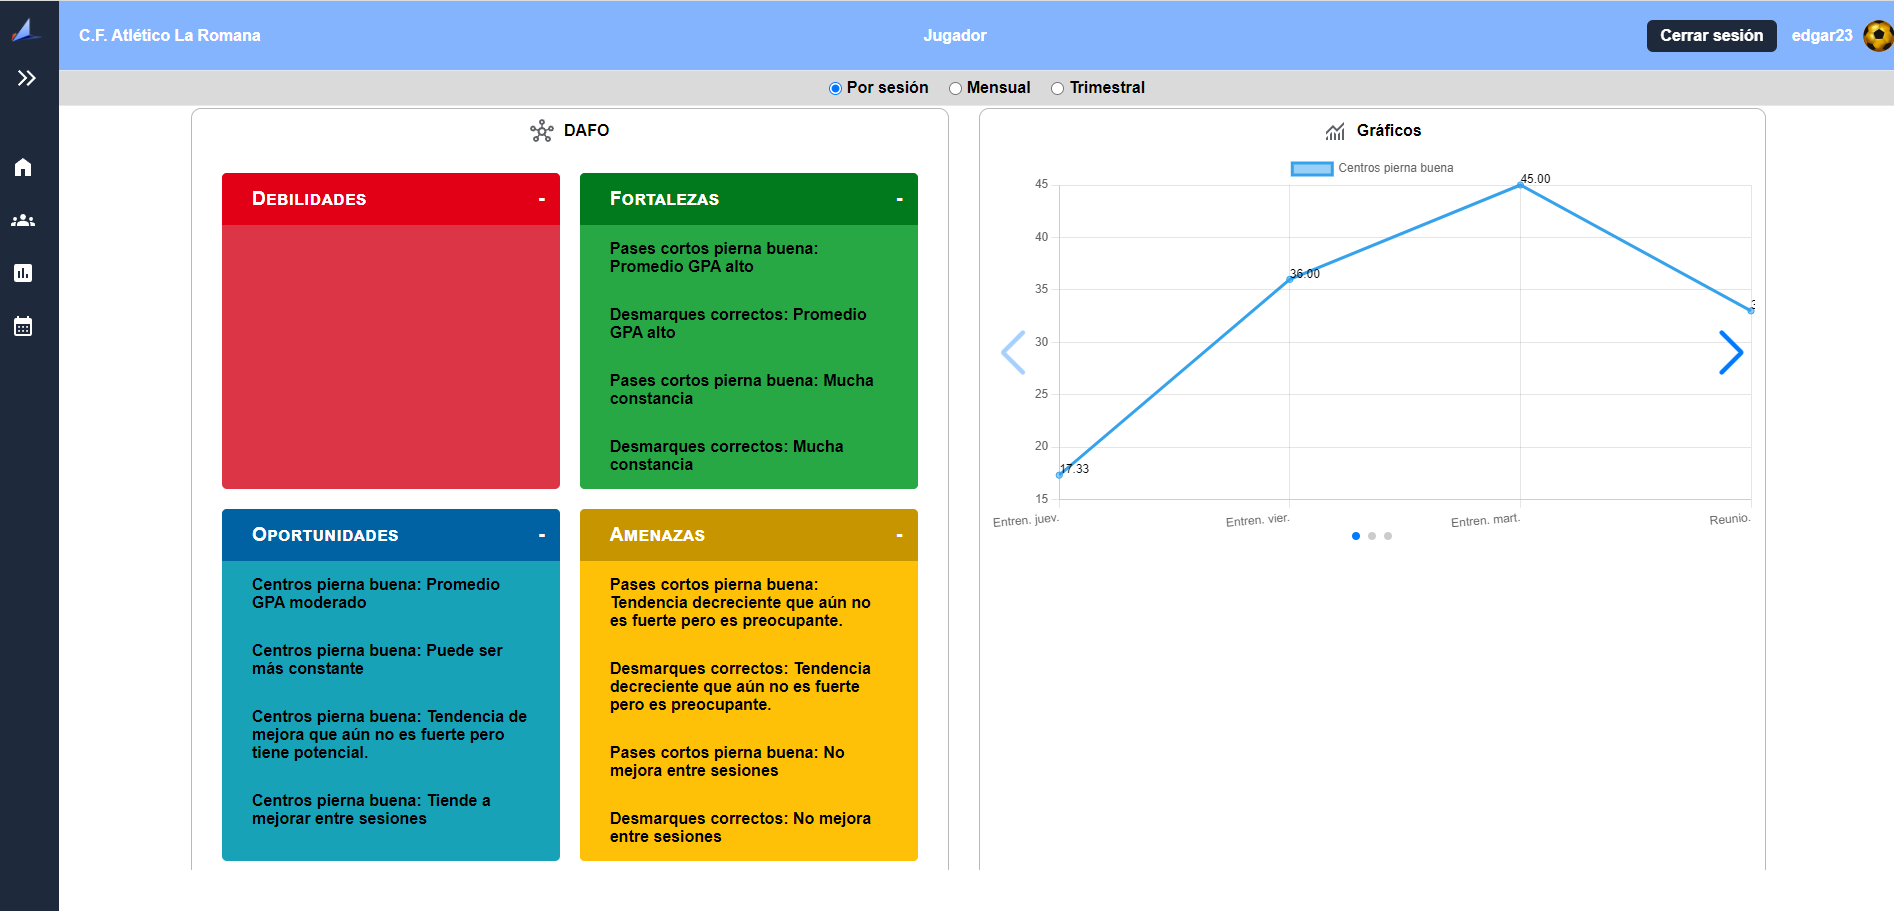 C.F. Atlético La Romana
Jugador
Cerrar sesión
edgar23
Por sesión
Mensual
Trimestral
DAFO
DEBILIDADES
-
FORTALEZAS
-
Pases cortos pierna buena:
Promedio GPA alto
Desmarques correctos: Promedio
GPA alto
Pases cortos pierna buena: Mucha
constancia
Desmarques correctos: Mucha
constancia
OPORTUNIDADES
-
Centros pierna buena: Promedio
GPA moderado
Centros pierna buena: Puede ser
más constante
Centros pierna buena: Tendencia de
mejora que aún no es fuerte pero
tiene potencial.
Centros pierna buena: Tiende a
mejorar entre sesiones
AMENAZAS
-
Pases cortos pierna buena:
Tendencia decreciente que aún no
es fuerte pero es preocupante.
Desmarques correctos: Tendencia
decreciente que aún no es fuerte
pero es preocupante.
Pases cortos pierna buena: No
mejora entre sesiones
Desmarques correctos: No mejora
entre sesiones
Gráficos
Centros pierna buena
45
40
35
30
25
20
15
17.33
36.00
45.00
Entren. juev.
Entren. vier.
Entren. mart.
Reunio.